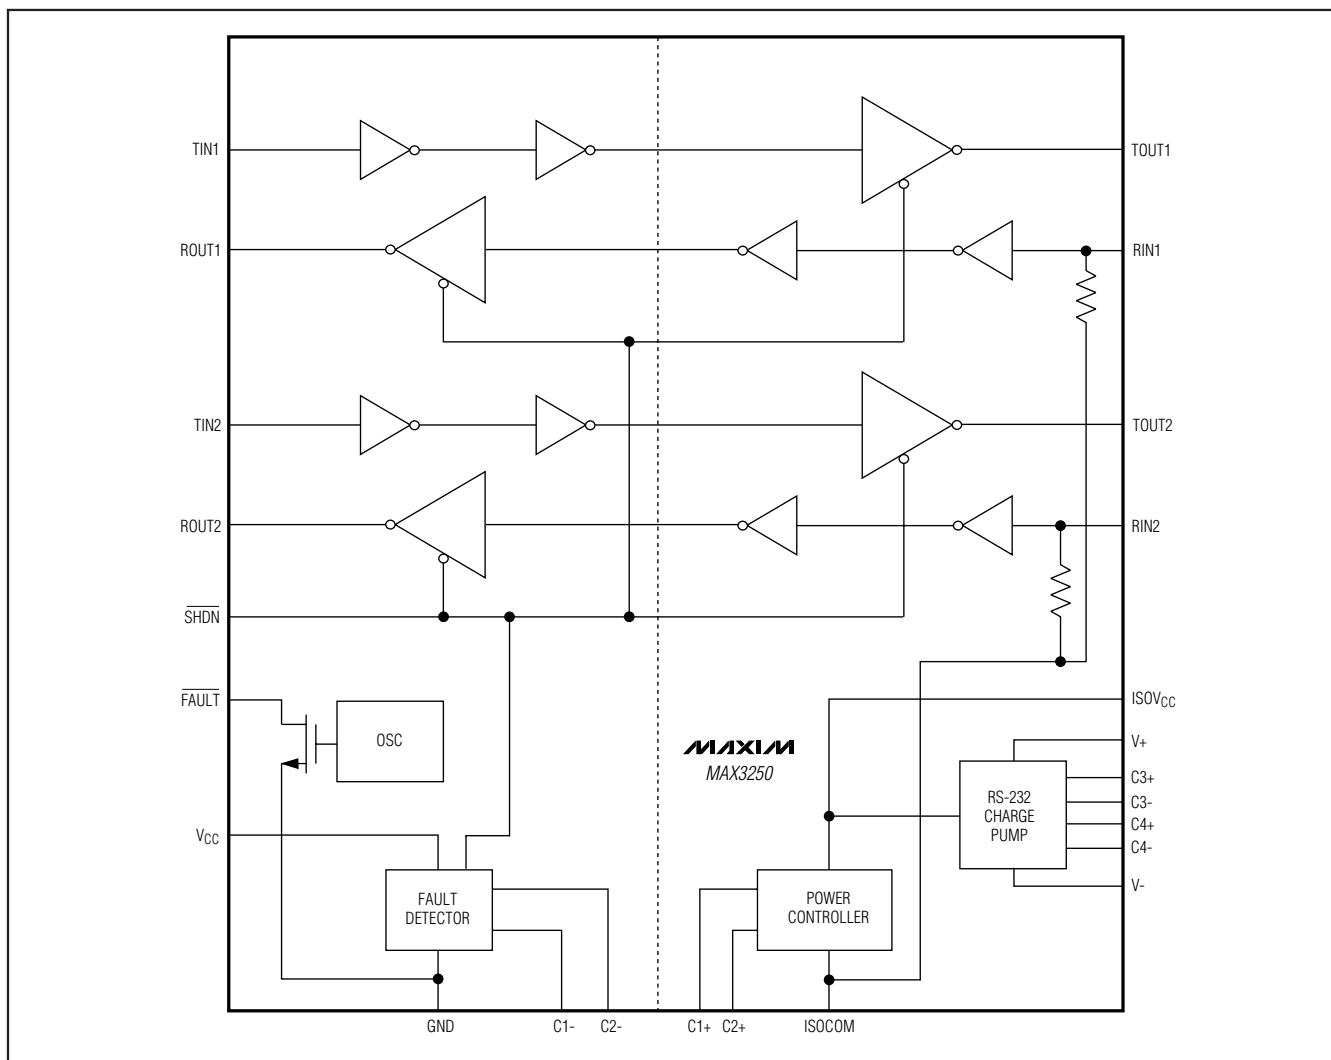 TIN1
TOUT1
ROUT1
RIN1
TIN2
TOUT2
ROUT2
RIN2
SHDN
FAULT
OSC
ISOVCC
MAXIM
MAX3250
V+
RS-232
CHARGE
PUMP
C3+
C3-
C4+
C4-
V-
VCC
FAULT
DETECTOR
POWER
CONTROLLER
GND
C1-
C2-
C1+
C2+
ISOCOM